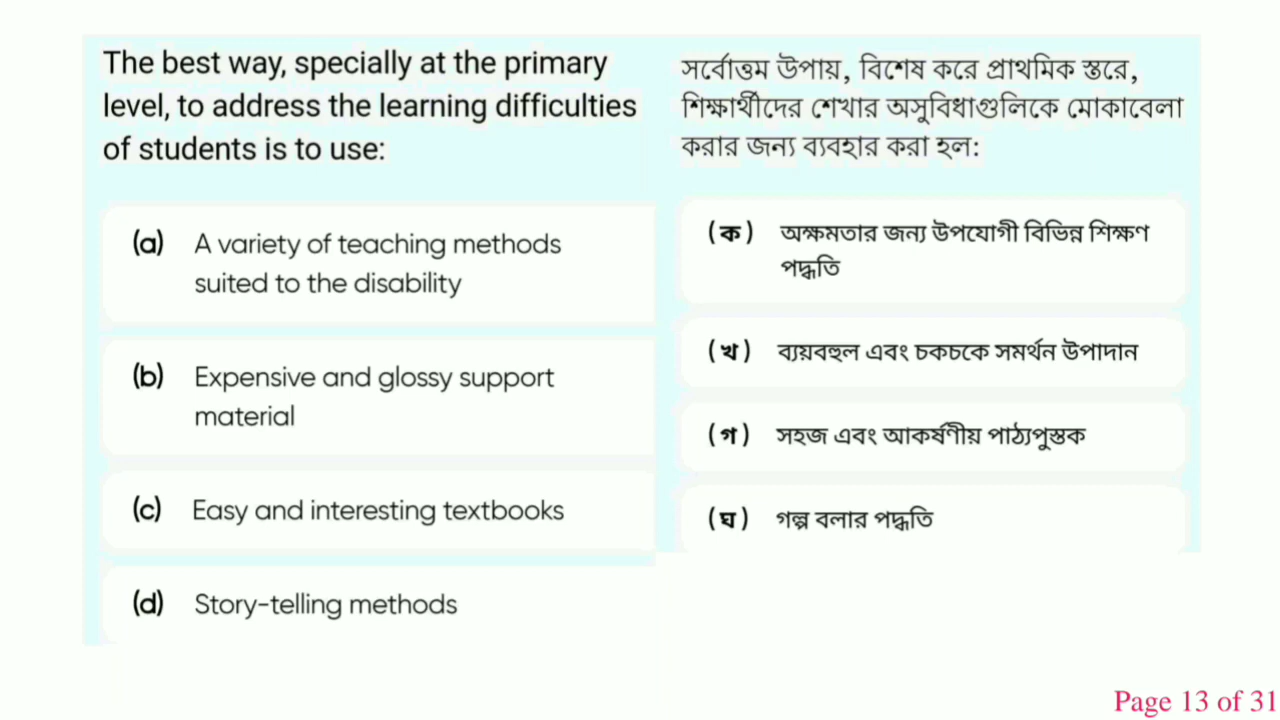 The best way, specially at the primary
level, to address the learning difficulties
of students is to use:
(a) A variety of teaching methods
suited to the disability
(b) Expensive and glossy support
material
(c) Easy and interesting textbooks
(d) Story-telling methods
সর্বোত্তম উপায়, বিশেষ করে প্রাথমিক স্তরে,
শিক্ষার্থীদের শেখার অসুবিধাগুলিকে মোকাবেলা
করার জন্য ব্যবহার করা হল:
(ক) অক্ষমতার জন্য উপযোগী বিভিন্ন শিক্ষণ
পদ্ধতি
(খ) ব্যয়বহুল এবং চকচকে সমর্থন উপাদান
(গ) সহজ এবং আকর্ষণীয় পাঠ্যপুস্তক
(ঘ) গল্প বলার পদ্ধতি
Page 13 of 31